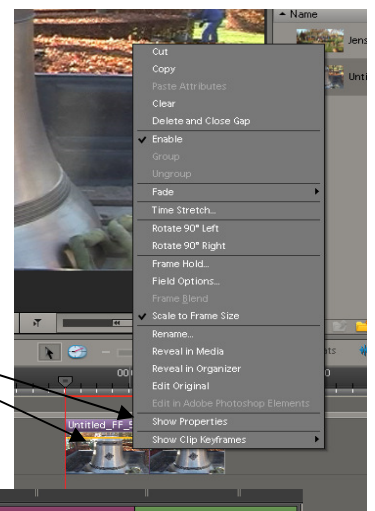 Name
Jens
Unti
Cut
Copy
Paste Attributes
Clear
Delete and Close Gap
Enable
Group
Ungroup
Fade
Time Stretch...
Rotate 90° Left
Rotate 90° Right
Frame Hold...
Field Options...
Frame Blend
Scale to Frame Size
Rename...
Reveal in Media
Reveal in Organizer
Edit Original
Edit in Adobe Photoshop Elements
Show Properties
Show Clip Keyframes
Untitled_FF_5